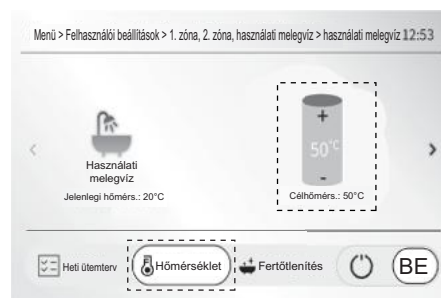 Menü > Felhasználói beállítások > 1. zóna, 2. zóna, használati melegvíz > használati melegvíz 12:53
+
50°C
-
Használati
melegvíz
Jelenlegi hőmérs.: 20°C
Célhőmérs.: 50°C
Heti ütemterv
Hőmérséklet
Fertőtlenítés
BE